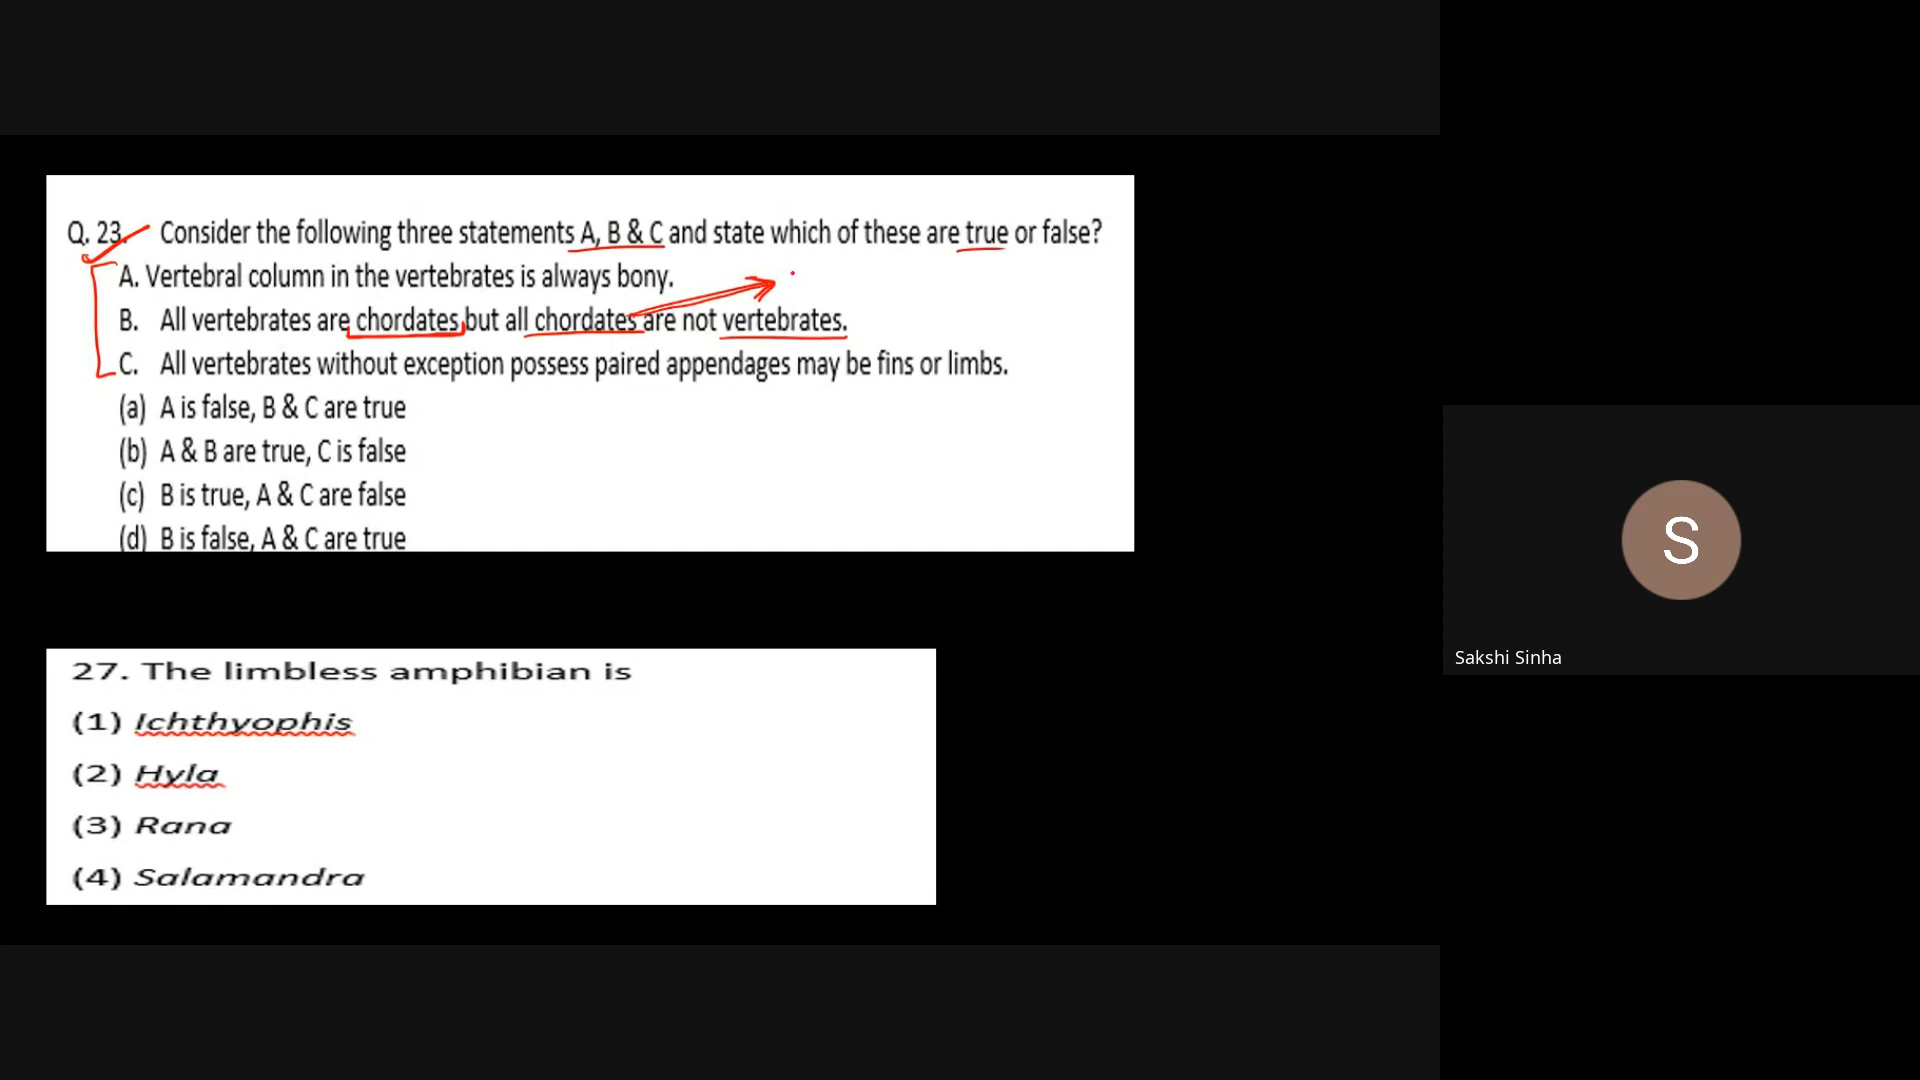 Q. 23. Consider the following three statements A, B & C and state which of these are true or false?
A. Vertebral column in the vertebrates is always bony.
B. All vertebrates are chordates but all chordates are not vertebrates.
C. All vertebrates without exception possess paired appendages may be fins or limbs.
(a) A is false, B & C are true
(b) A & B are true, C is false
(c) B is true, A & C are false
(d) B is false, A & C are true
27. The limbless amphibian is
(1) Ichthyophis
(2) Hyla
(3) Rana
(4) Salamandra
S
Sakshi Sinha